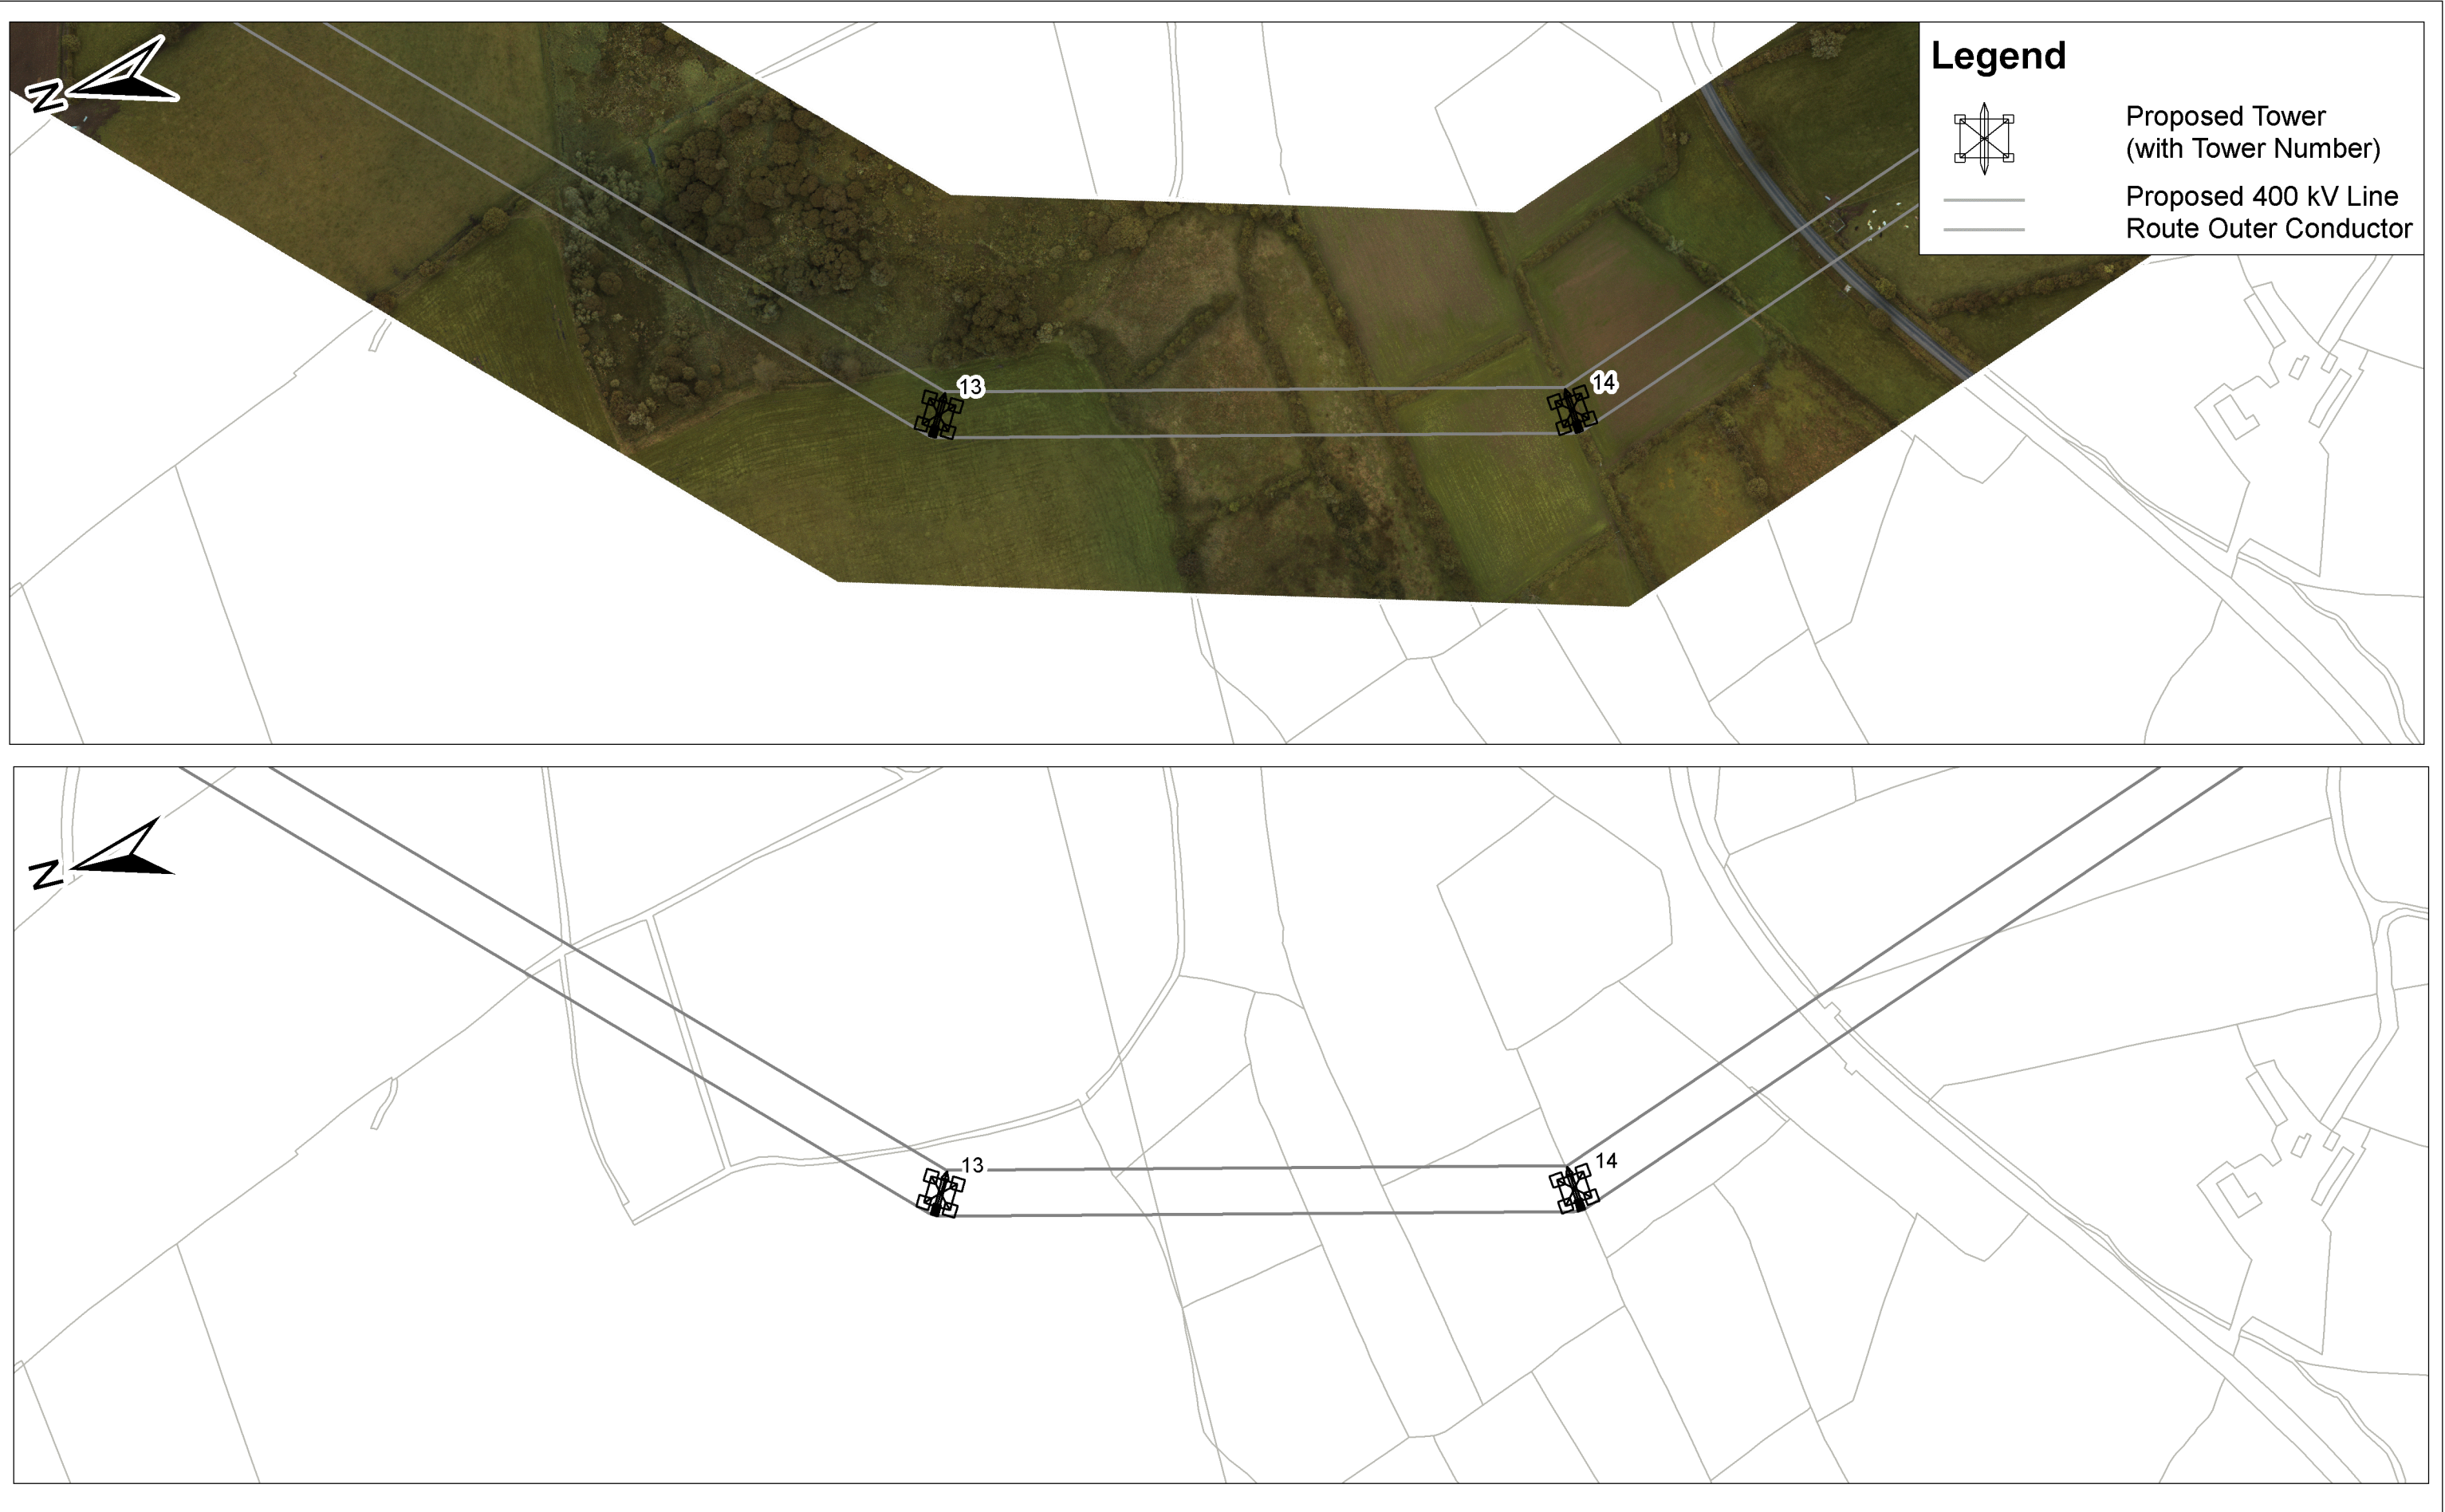 N
Legend
Proposed Tower
(with Tower Number)
Proposed 400 kV Line
Route Outer Conductor
13
14
N
13
14